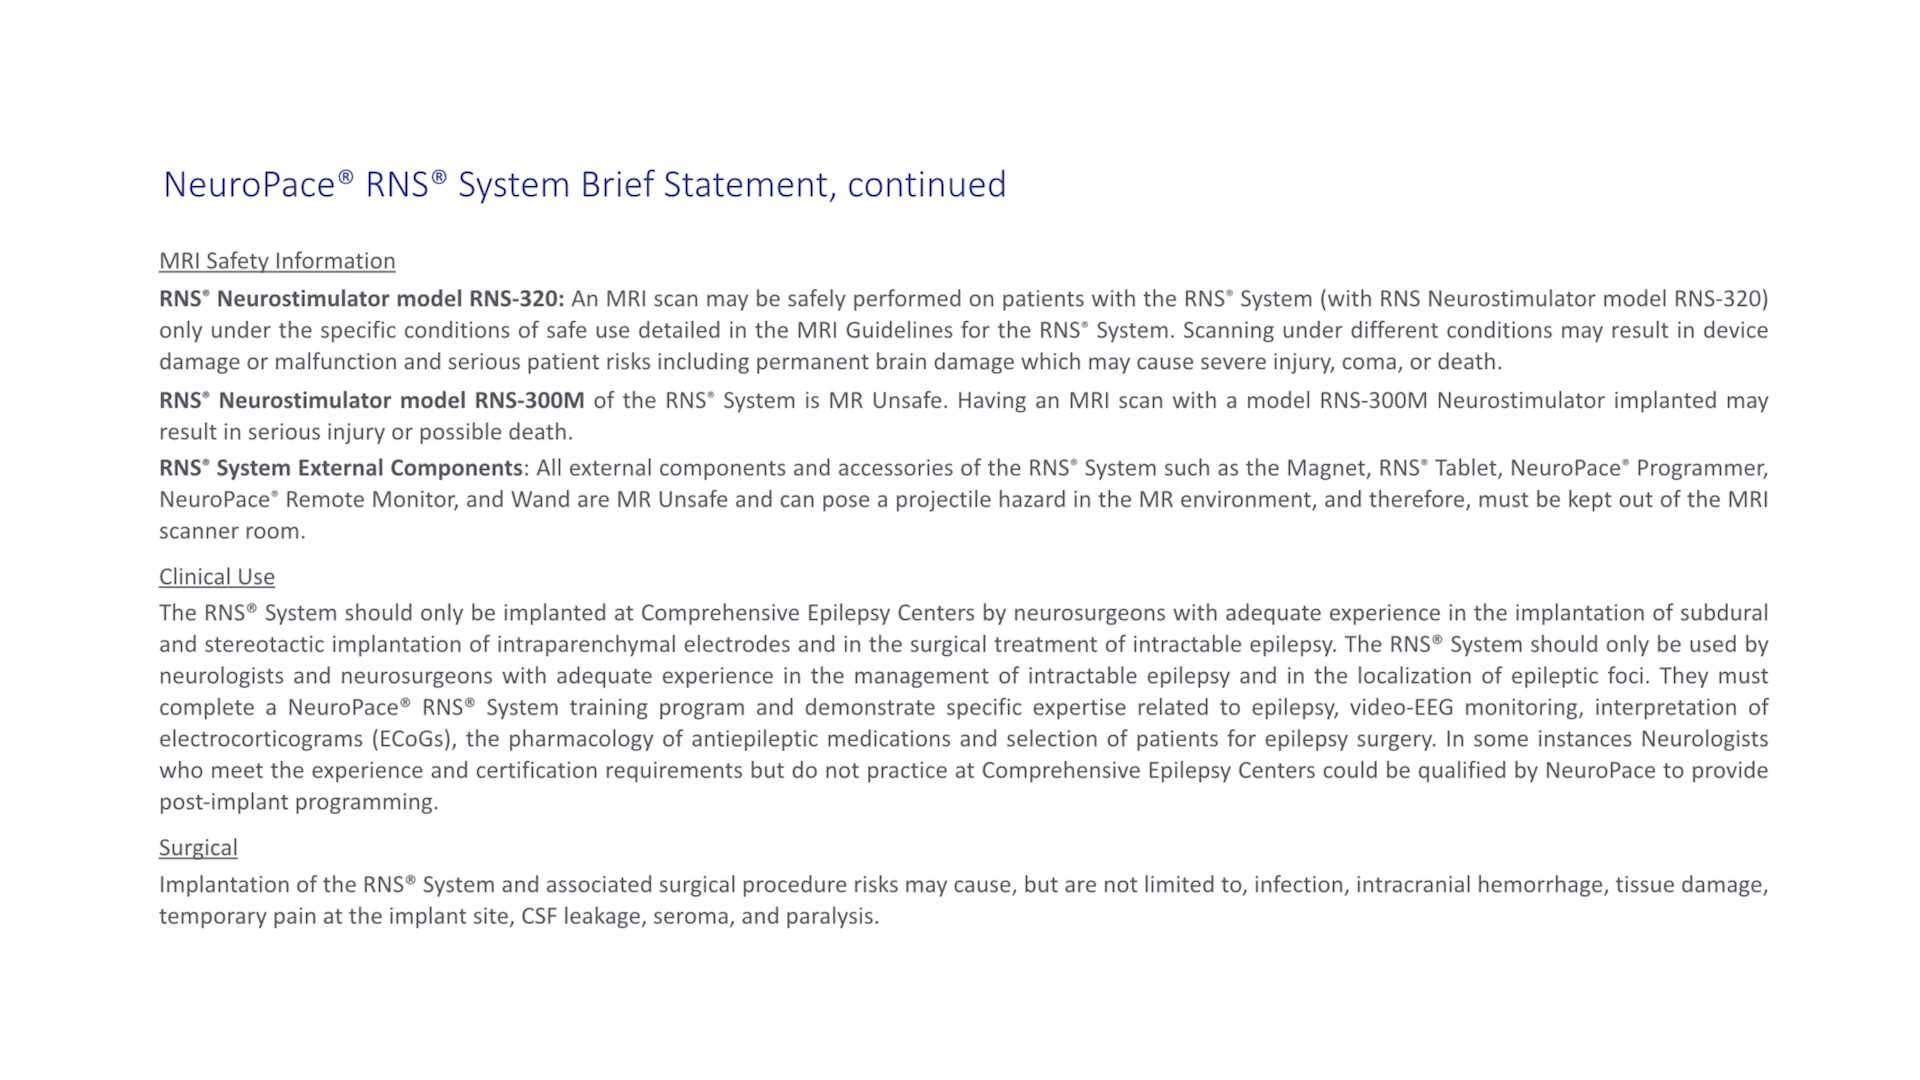 NeuroPace® RNS® System Brief Statement, continued
MRI Safety Information
RNS® Neurostimulator model RNS-320: An MRI scan may be safely performed on patients with the RNS® System (with RNS Neurostimulator model RNS-320)
only under the specific conditions of safe use detailed in the MRI Guidelines for the RNS® System. Scanning under different conditions may result in device
damage or malfunction and serious patient risks including permanent brain damage which may cause severe injury, coma, or death.
RNS® Neurostimulator model RNS-300M of the RNS® System is MR Unsafe. Having an MRI scan with a model RNS-300M Neurostimulator implanted may
result in serious injury or possible death.
RNS® System External Components: All external components and accessories of the RNS® System such as the Magnet, RNS® Tablet, NeuroPace® Programmer,
NeuroPace® Remote Monitor, and Wand are MR Unsafe and can pose a projectile hazard in the MR environment, and therefore, must be kept out of the MRI
scanner room.
Clinical Use
The RNS® System should only be implanted at Comprehensive Epilepsy Centers by neurosurgeons with adequate experience in the implantation of subdural
and stereotactic implantation of intraparenchymal electrodes and in the surgical treatment of intractable epilepsy. The RNS® System should only be used by
neurologists and neurosurgeons with adequate experience in the management of intractable epilepsy and in the localization of epileptic foci. They must
complete a NeuroPace® RNS® System training program and demonstrate specific expertise related to epilepsy, video-EEG monitoring, interpretation of
electrocorticograms (ECoGs), the pharmacology of antiepileptic medications and selection of patients for epilepsy surgery. In some instances Neurologists
who meet the experience and certification requirements but do not practice at Comprehensive Epilepsy Centers could be qualified by NeuroPace to provide
post-implant programming.
Surgical
Implantation of the RNS® System and associated surgical procedure risks may cause, but are not limited to, infection, intracranial hemorrhage, tissue damage,
temporary pain at the implant site, CSF leakage, seroma, and paralysis.